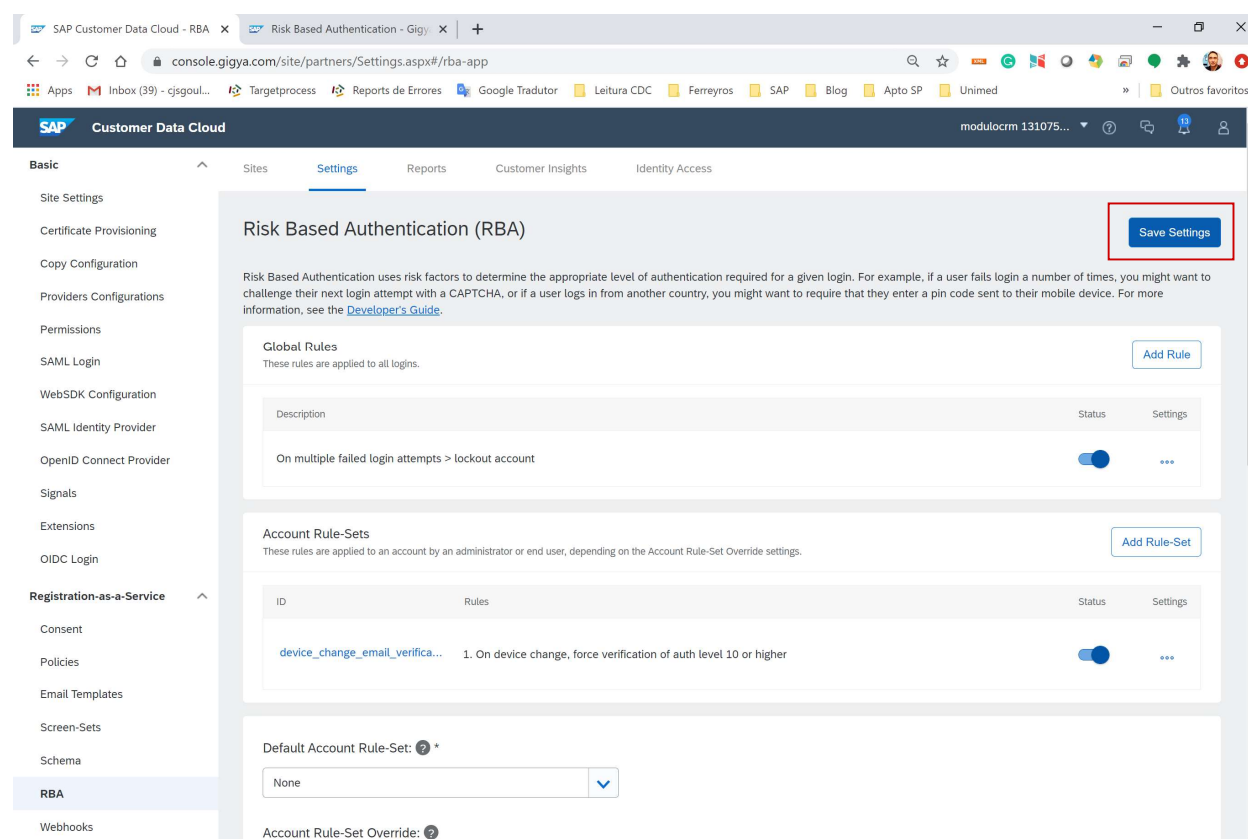 SAP Customer Data Cloud - RBA
Risk Based Authentication - Gigy
console.gigya.com/site/partners/Settings.aspx#/rba-app
Apps
Inbox (39) - cjsgoul...
Targetprocess
Reports de Errores
Google Tradutor
Leitura CDC
Ferreyros
SAP
Blog
Apto SP
Unimed
»
Outros favoritos
SAP Customer Data Cloud
modulocrm 131075...
13
Basic
Sites
Settings
Reports
Customer Insights
Identity Access
Site Settings
Certificate Provisioning
Copy Configuration
Providers Configurations
Permissions
SAML Login
WebSDK Configuration
SAML Identity Provider
OpenID Connect Provider
Signals
Extensions
OIDC Login
Registration-as-a-Service
Consent
Policies
Email Templates
Screen-Sets
Schema
RBA
Webhooks
Risk Based Authentication (RBA)
Save Settings
Risk Based Authentication uses risk factors to determine the appropriate level of authentication required for a given login. For example, if a user fails login a number of times, you might want to
challenge their next login attempt with a CAPTCHA, or if a user logs in from another country, you might want to require that they enter a pin code sent to their mobile device. For more
information, see the Developer's Guide.
Global Rules
These rules are applied to all logins.
Add Rule
Description
Status
Settings
On multiple failed login attempts > lockout account
Account Rule-Sets
These rules are applied to an account by an administrator or end user, depending on the Account Rule-Set Override settings.
Add Rule-Set
ID
Rules
Status
Settings
device_change_email_verifica...
1. On device change, force verification of auth level 10 or higher
Default Account Rule-Set: ? *
None
Account Rule-Set Override: ?